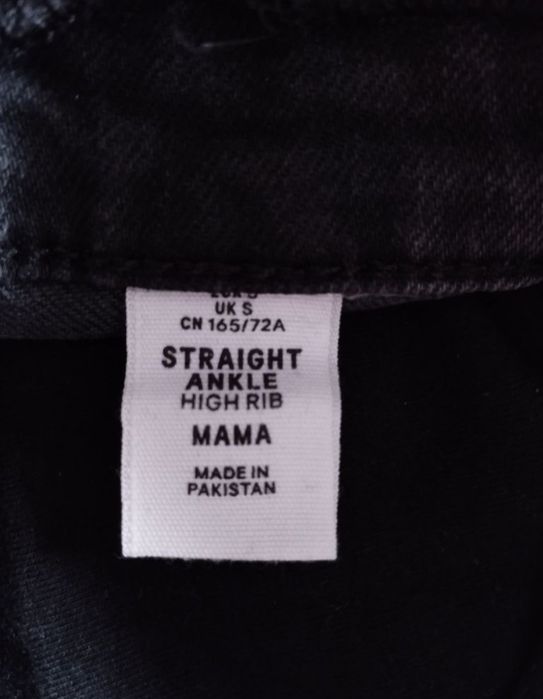 UK S
CN 165/72A
STRAIGHT
ANKLE
HIGH RIB
MAMA
MADE IN
PAKISTAN